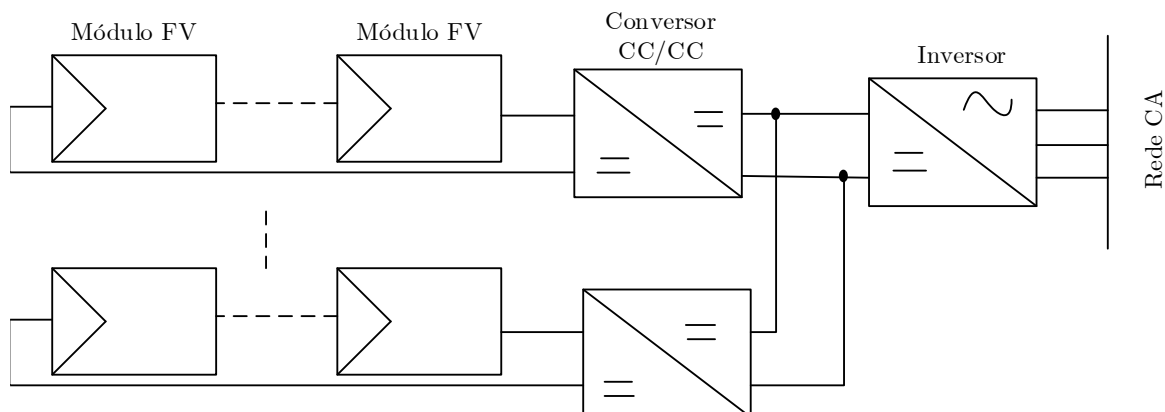 Módulo FV
Módulo FV
Conversor
CC/CC
Inversor
Rede CA